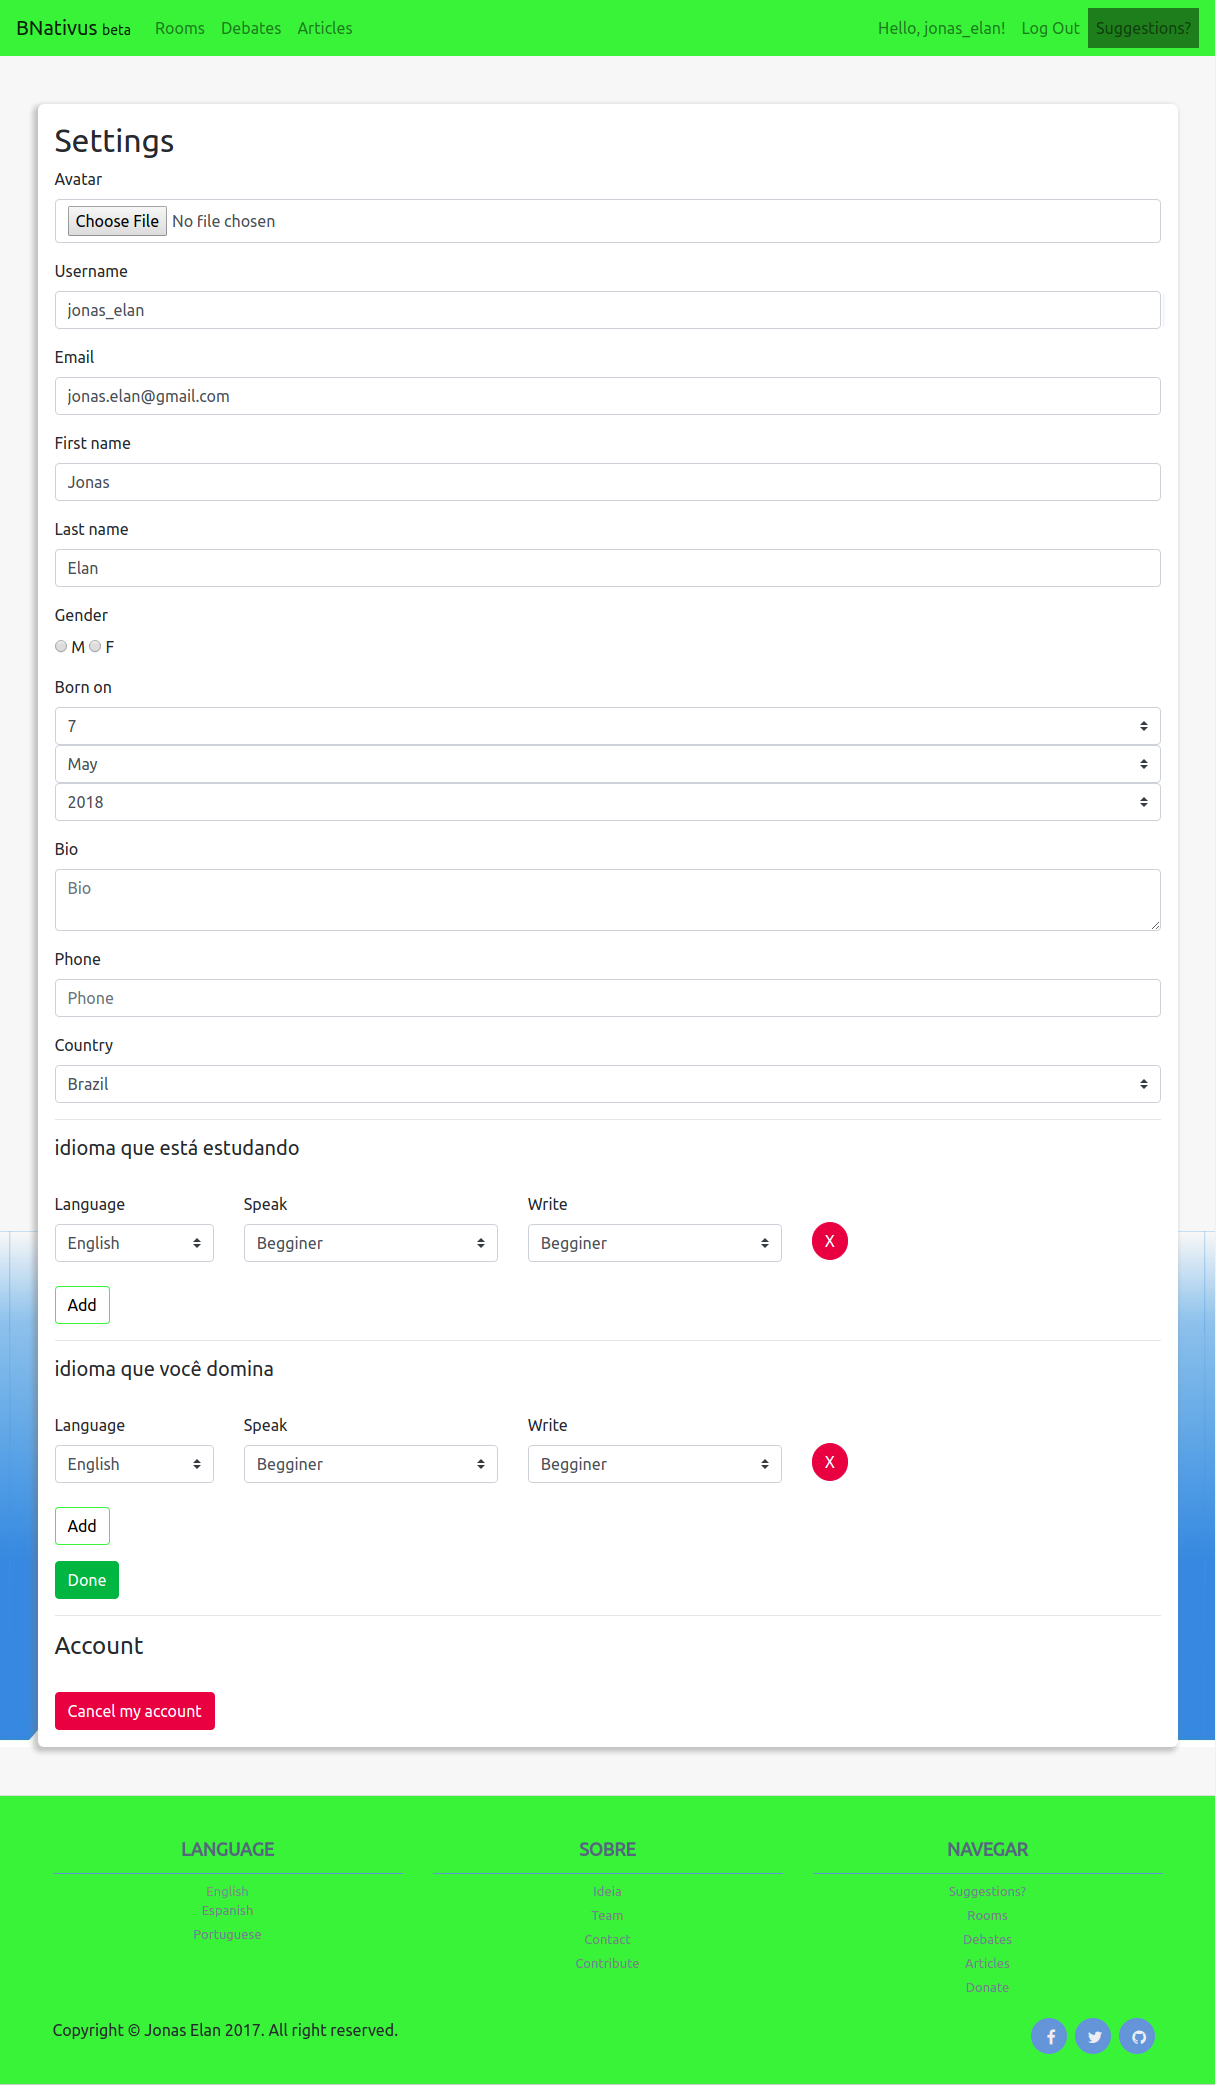 BNativus beta Rooms Debates Articles Hello, jonas_elan! Log Out Suggestions?
Settings
Avatar
Choose File No file chosen
Username
jonas_elan
Email
jonas.elan@gmail.com
First name
Jonas
Last name
Elan
Gender
M F
Born on
7
May
2018
Bio
Bio
Phone
Phone
Country
Brazil
idioma que está estudando
Language Speak Write
English Begginer Begginer X
Add
idioma que você domina
Language Speak Write
English Begginer Begginer X
Add
Done
Account
Cancel my account
LANGUAGE SOBRE NAVEGAR
English Ideia Suggestions?
Espanish Team Rooms
Portuguese Contact Debates
Contribute Articles
Donate
Copyright © Jonas Elan 2017. All right reserved.